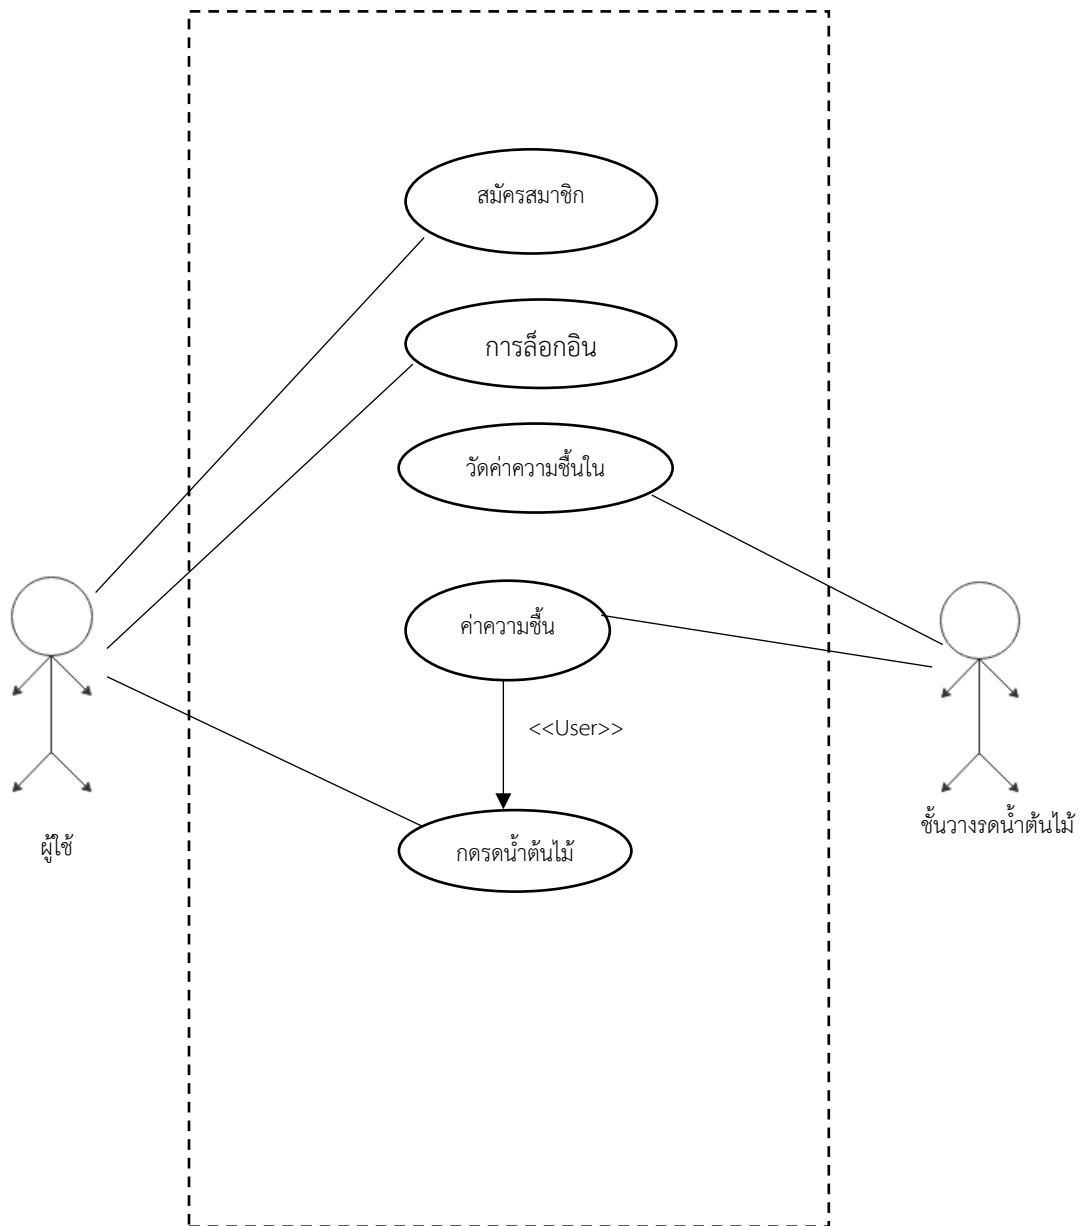 สมัครสมาชิก
การล็อกอิน
วัดค่าความชื้นใน
ค่าความชื้น
<<User>>
กดรดน้ำต้นไม้
ผู้ใช้
ชั้นวางรดน้ำต้นไม้